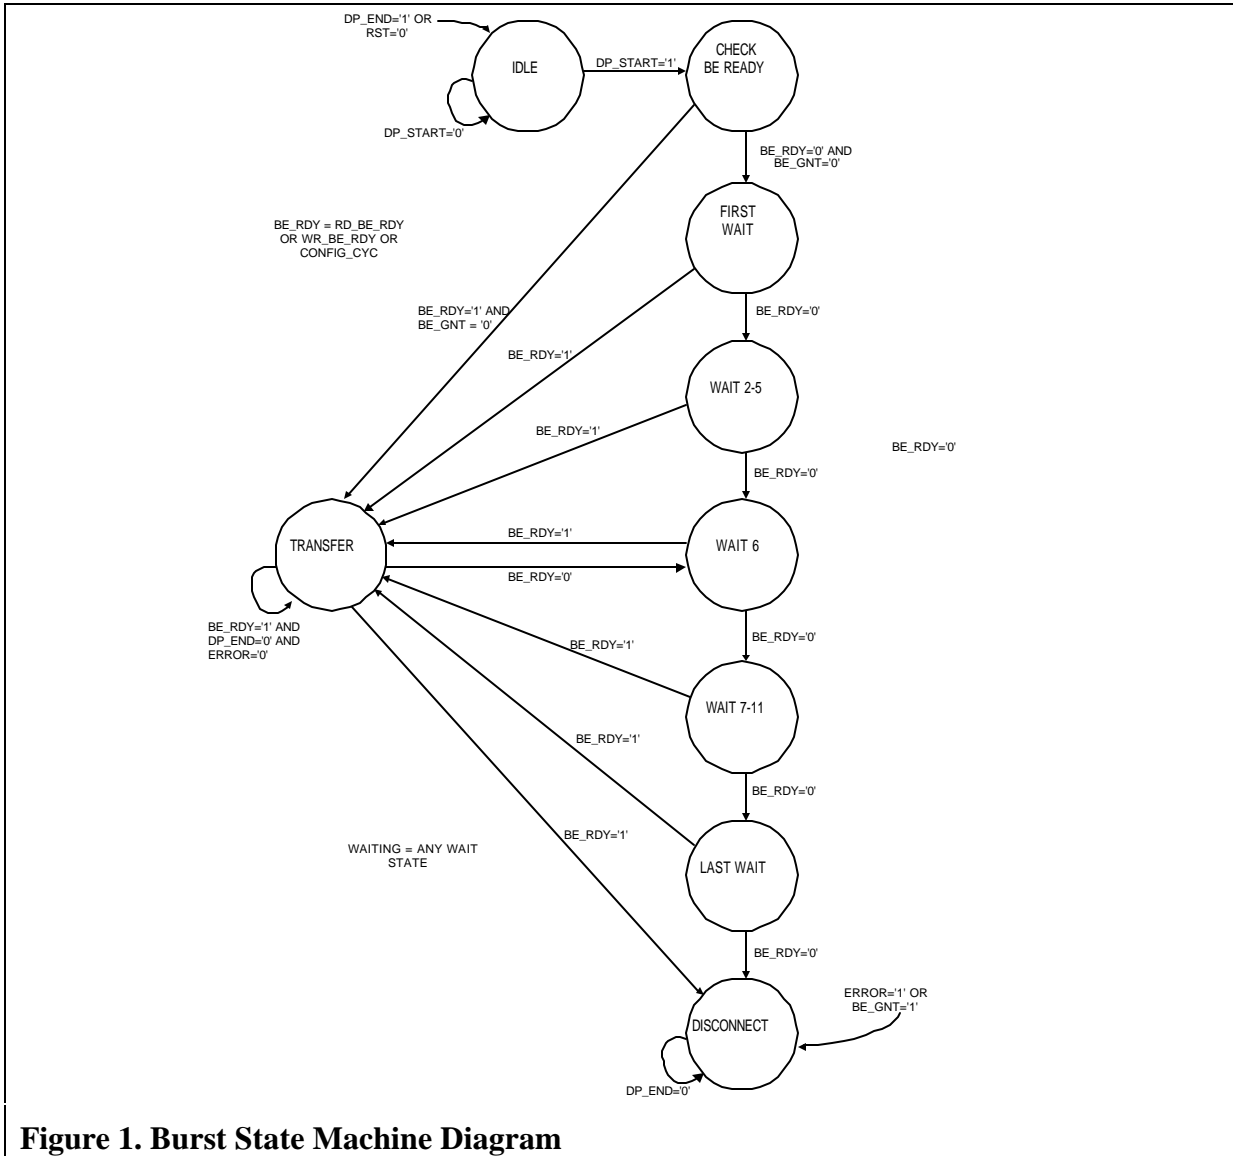 DP_END='1' OR
RST='0'
IDLE
DP_START='1'
CHECK
BE READY
DP_START='0'
BE_RDY='0' AND
BE_GNT='0'
FIRST
WAIT
BE_RDY = RD_BE_RDY
OR WR_BE_RDY OR
CONFIG_CYC
BE_RDY='1' AND
BE_GNT = '0'
BE_RDY='0'
BE_RDY='1'
WAIT 2-5
BE_RDY='1'
BE_RDY='0'
BE_RDY='0'
TRANSFER
BE_RDY='1'
WAIT 6
BE_RDY='0'
BE_RDY='1' AND
DP_END='0' AND
ERROR='0'
BE_RDY='1'
BE_RDY='0'
WAIT 7-11
BE_RDY='1'
BE_RDY='0'
WAITING = ANY WAIT
STATE
BE_RDY='1'
LAST WAIT
BE_RDY='0'
ERROR='1' OR
BE_GNT='1'
DISCONNECT
DP_END='0'
Figure 1. Burst State Machine Diagram